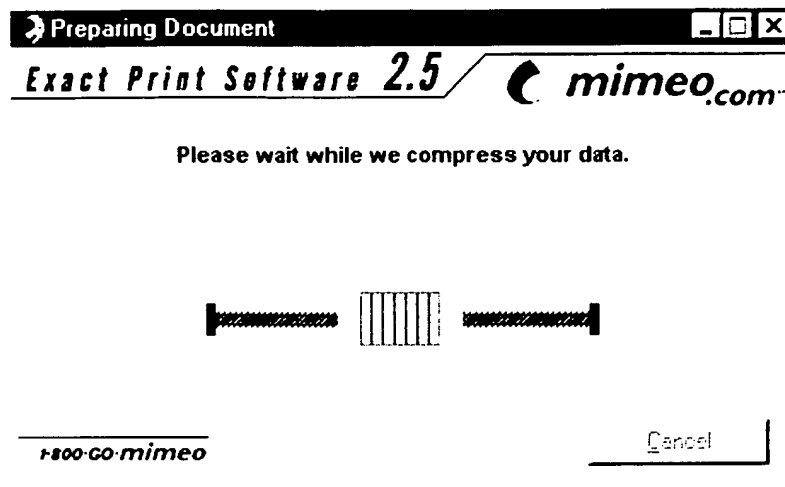 Preparing Document
Exact Print Software 2.5
mimeo.com
Please wait while we compress your data.
1-800-GO-mimeo
Cancel